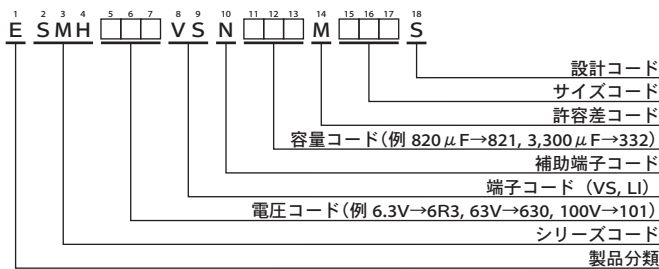 1 2 3 4 5 6 7 8 9 10 11 12 13 14 15 16 17 18
E SMH □□□ VS N □□□ M □□□ S
設計コード
サイズコード
許容差コード
容量コード(例 820μF→821, 3,300μF→332)
補助端子コード
端子コード (VS, LI)
電圧コード(例 6.3V→6R3, 63V→630, 100V→101)
シリーズコード
製品分類